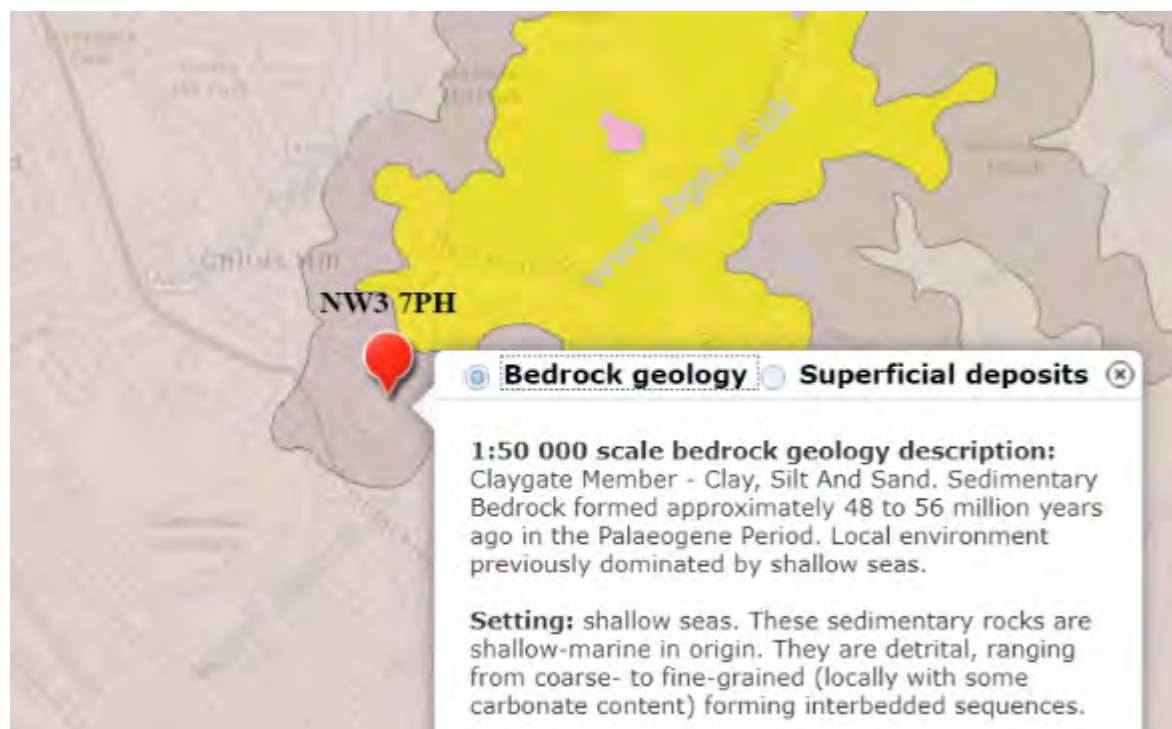 www.bgs.ac.uk
NW3 7PH
Bedrock geology Superficial deposits
1:50 000 scale bedrock geology description:
Claygate Member - Clay, Silt And Sand. Sedimentary
Bedrock formed approximately 48 to 56 million years
ago in the Palaeogene Period. Local environment
previously dominated by shallow seas.
Setting: shallow seas. These sedimentary rocks are
shallow-marine in origin. They are detrital, ranging
from coarse- to fine-grained (locally with some
carbonate content) forming interbedded sequences.